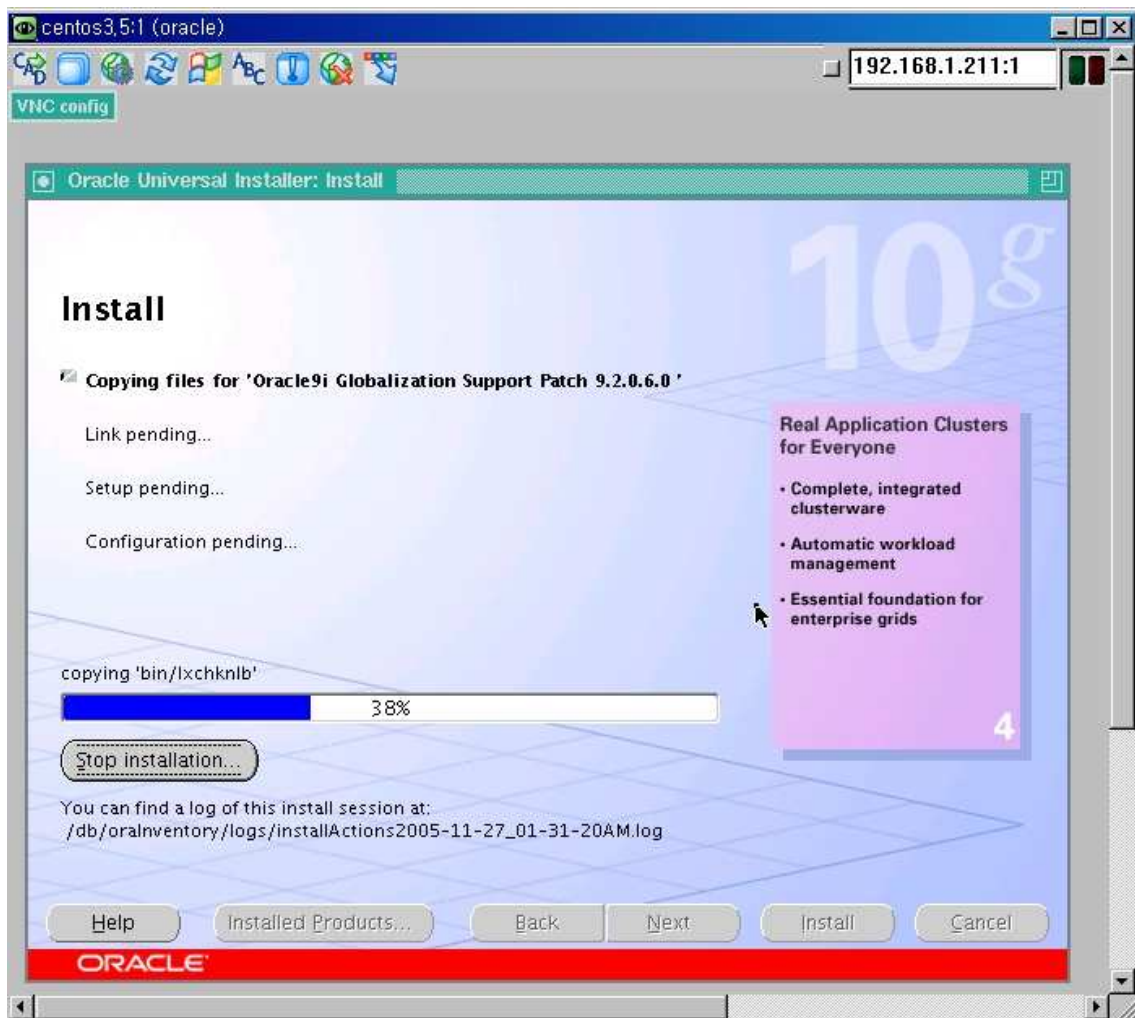 centos3,5:1 (oracle)
CAD
ABC
192.168.1.211:1
VNC config
Oracle Universal Installer: Install
10g
Install
Copying files for 'Oracle9i Globalization Support Patch 9.2.0.6.0 '
Link pending...
Setup pending...
Configuration pending...
Real Application Clusters
for Everyone
• Complete, integrated
clusterware
• Automatic workload
management
• Essential foundation for
enterprise grids
4
copying 'bin/lxchknlb'
38%
Stop installation...
You can find a log of this install session at:
/db/oraInventory/logs/installActions2005-11-27_01-31-20AM.log
Help
Installed Products...
Back
Next
Install
Cancel
ORACLE